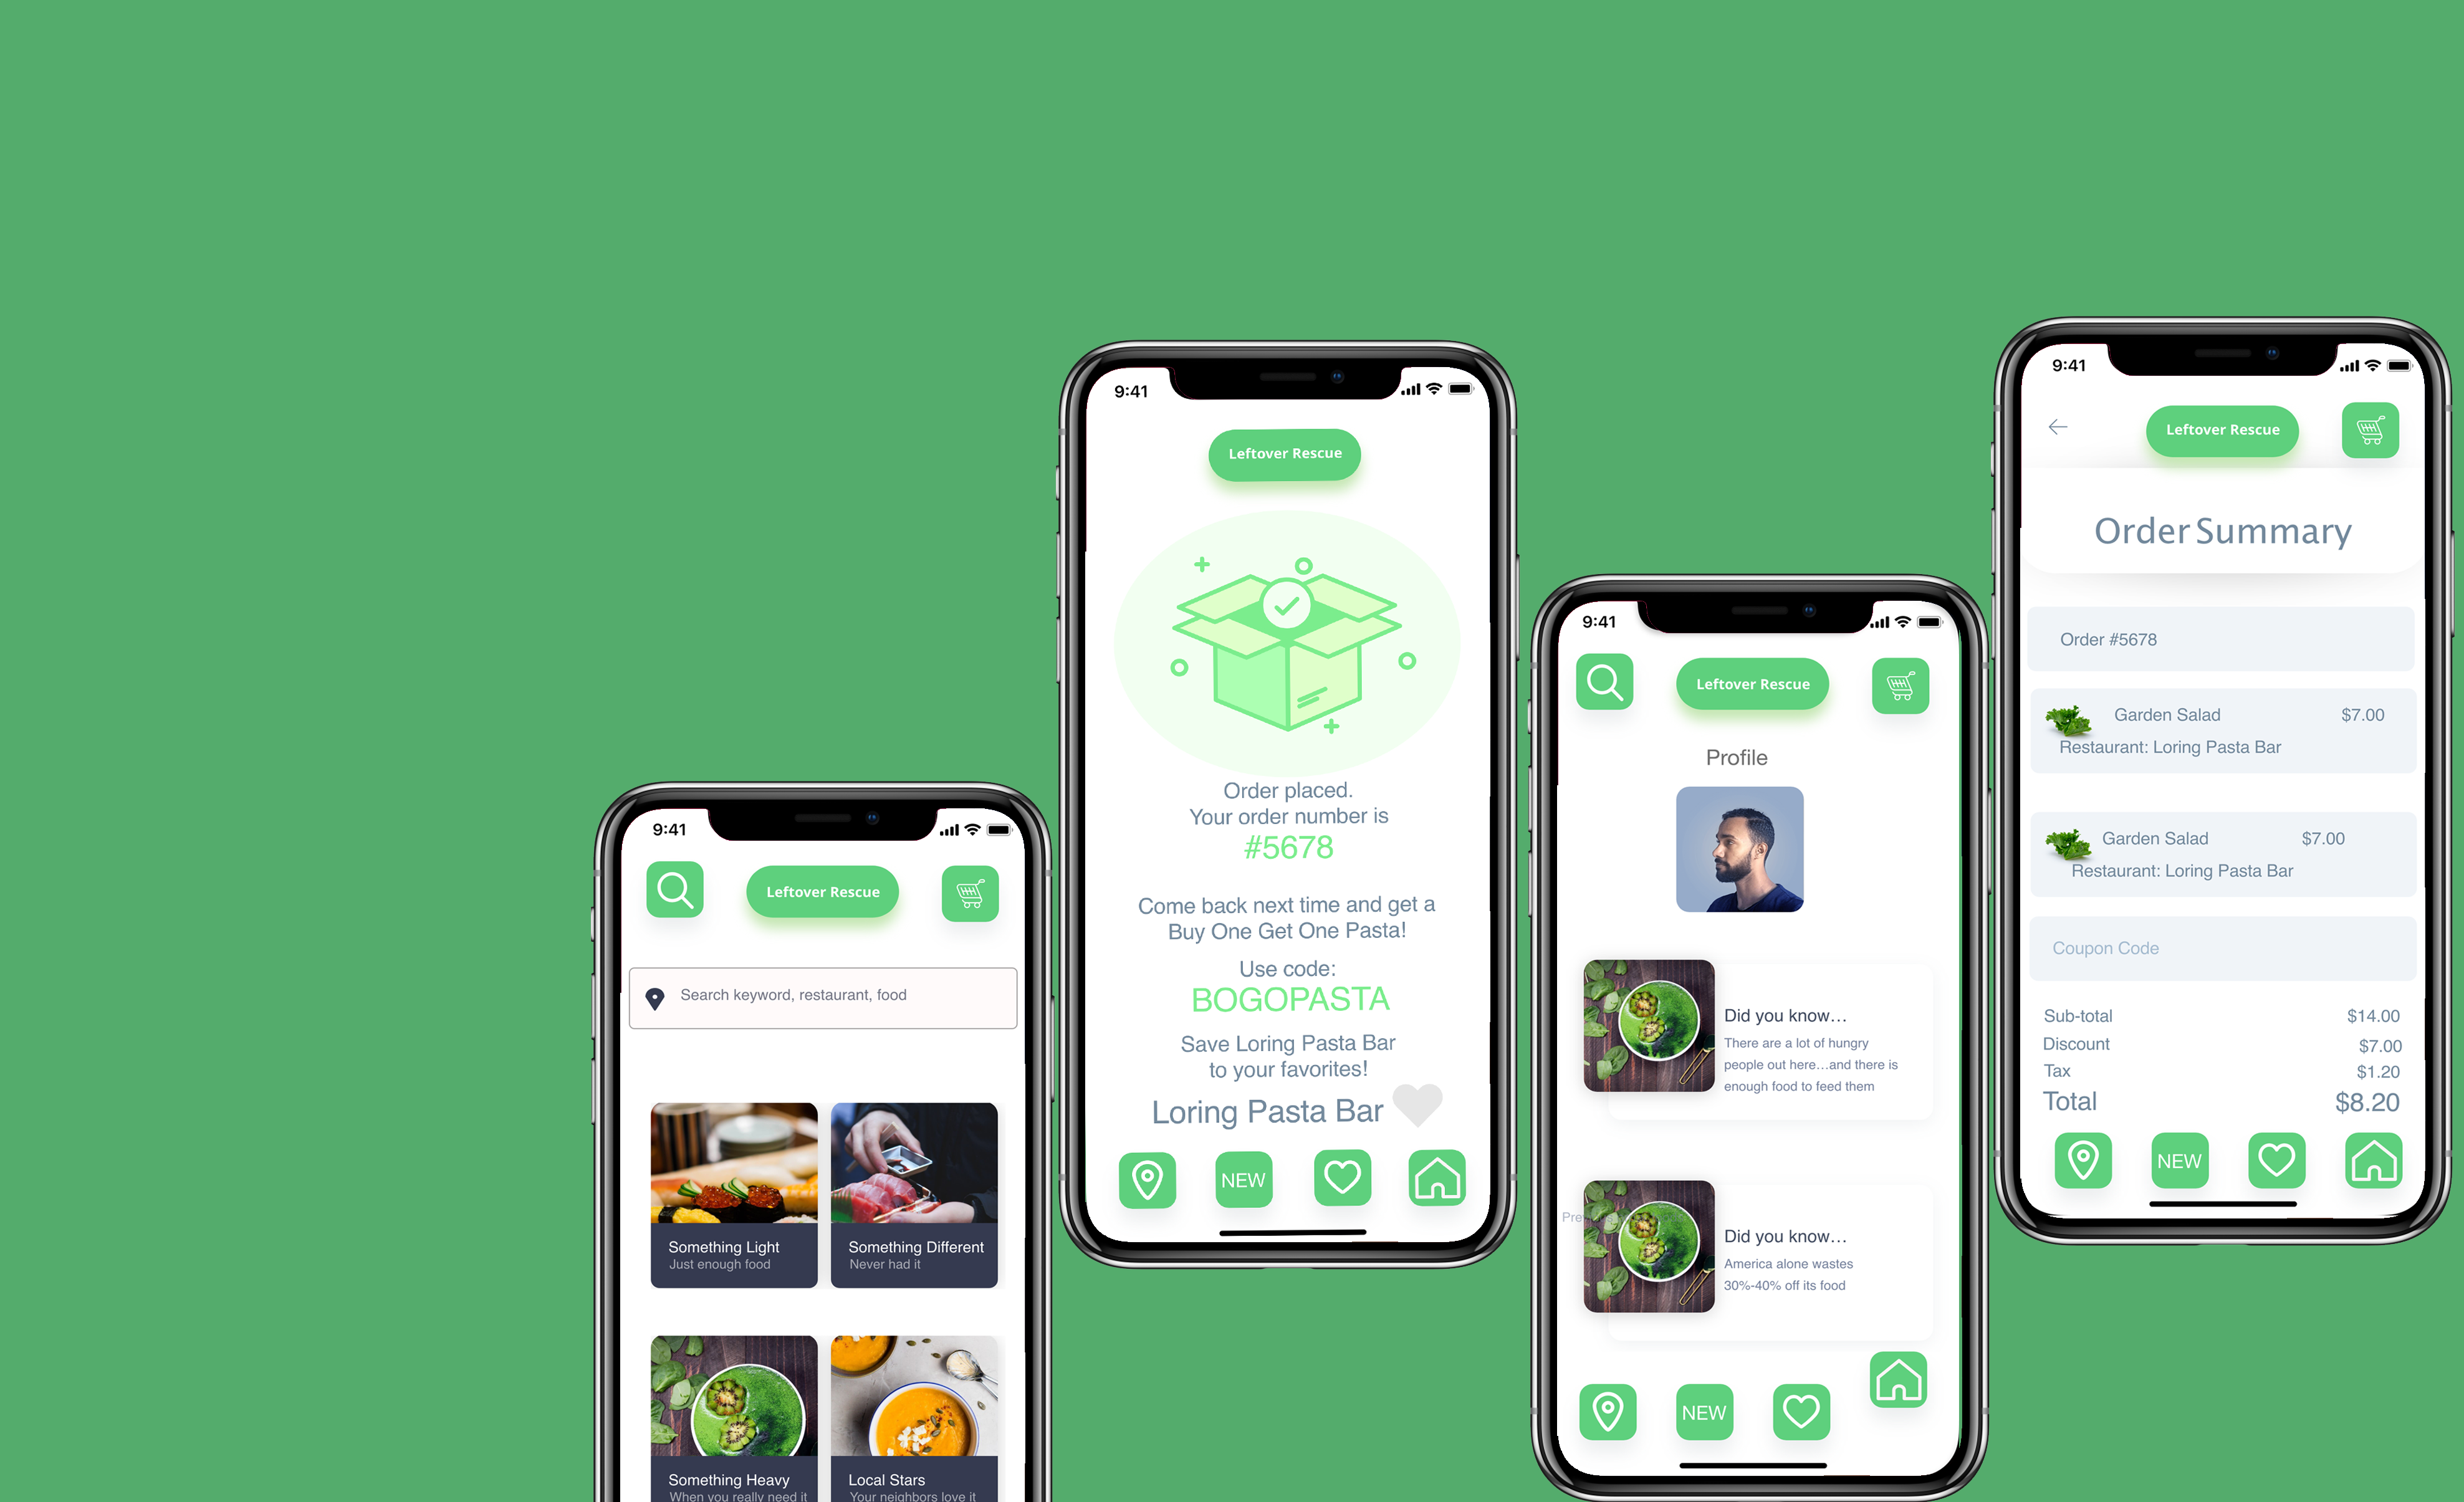 9:41
Leftover Rescue
Search keyword, restaurant, food
Something Light
Just enough food
Something Different
Never had it
Something Heavy
When you really need it
Local Stars
Your neighbors love it
9:41
Leftover Rescue
Order placed.
Your order number is
#5678
Come back next time and get a
Buy One Get One Pasta!
Use code:
BOGOPASTA
Save Loring Pasta Bar
to your favorites!
Loring Pasta Bar
NEW
9:41
Leftover Rescue
Profile
Did you know...
There are a lot of hungry
people out here...and there is
enough food to feed them
Pre
Did you know...
America alone wastes
30%-40% off its food
NEW
9:41
Leftover Rescue
Order Summary
Order #5678
Garden Salad $7.00
Restaurant: Loring Pasta Bar
Garden Salad $7.00
Restaurant: Loring Pasta Bar
Coupon Code
Sub-total $14.00
Discount $7.00
Tax $1.20
Total $8.20
NEW